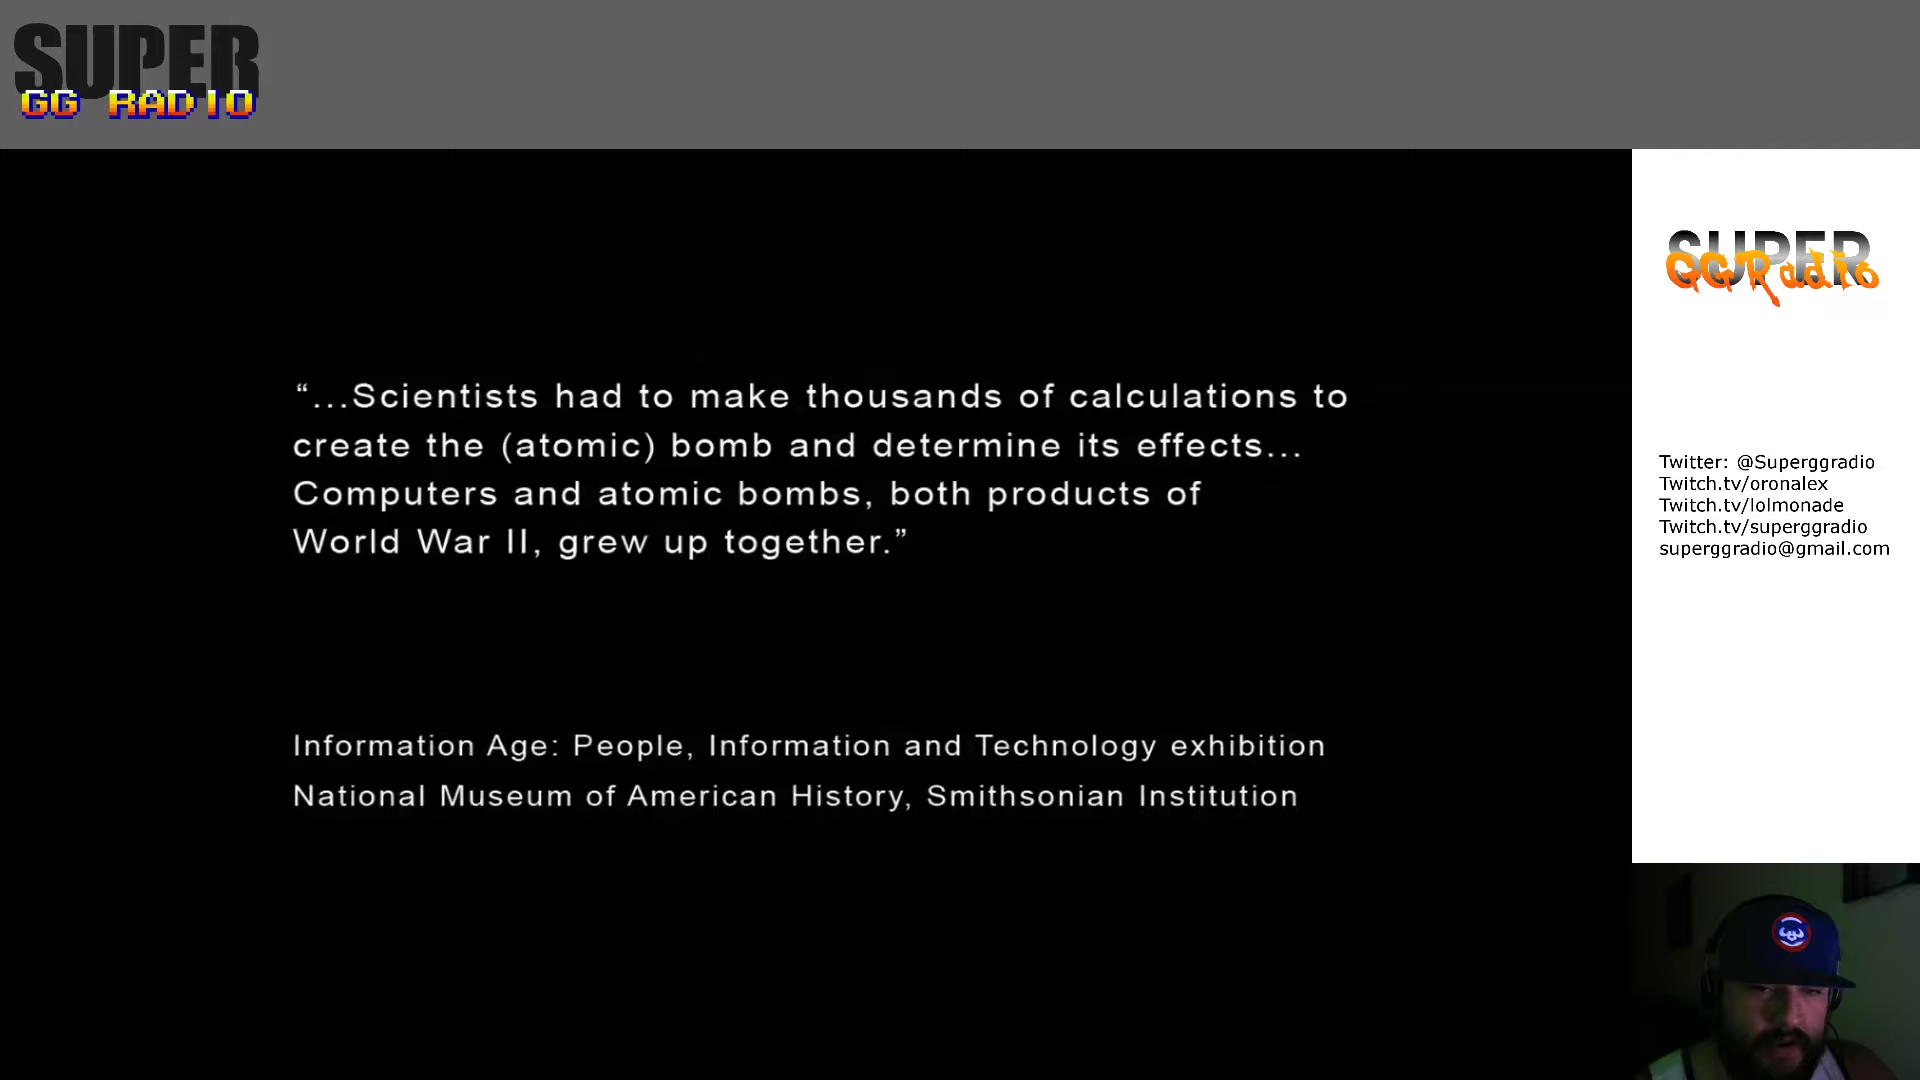 SUPER
GG RADIO
SUPER
GGRadio
“...Scientists had to make thousands of calculations to
create the (atomic) bomb and determine its effects...
Computers and atomic bombs, both products of
World War II, grew up together.”
Information Age: People, Information and Technology exhibition
National Museum of American History, Smithsonian Institution
Twitter: @Superggradio
Twitch.tv/oronalex
Twitch.tv/lolmonade
Twitch.tv/superggradio
superggradio@gmail.com